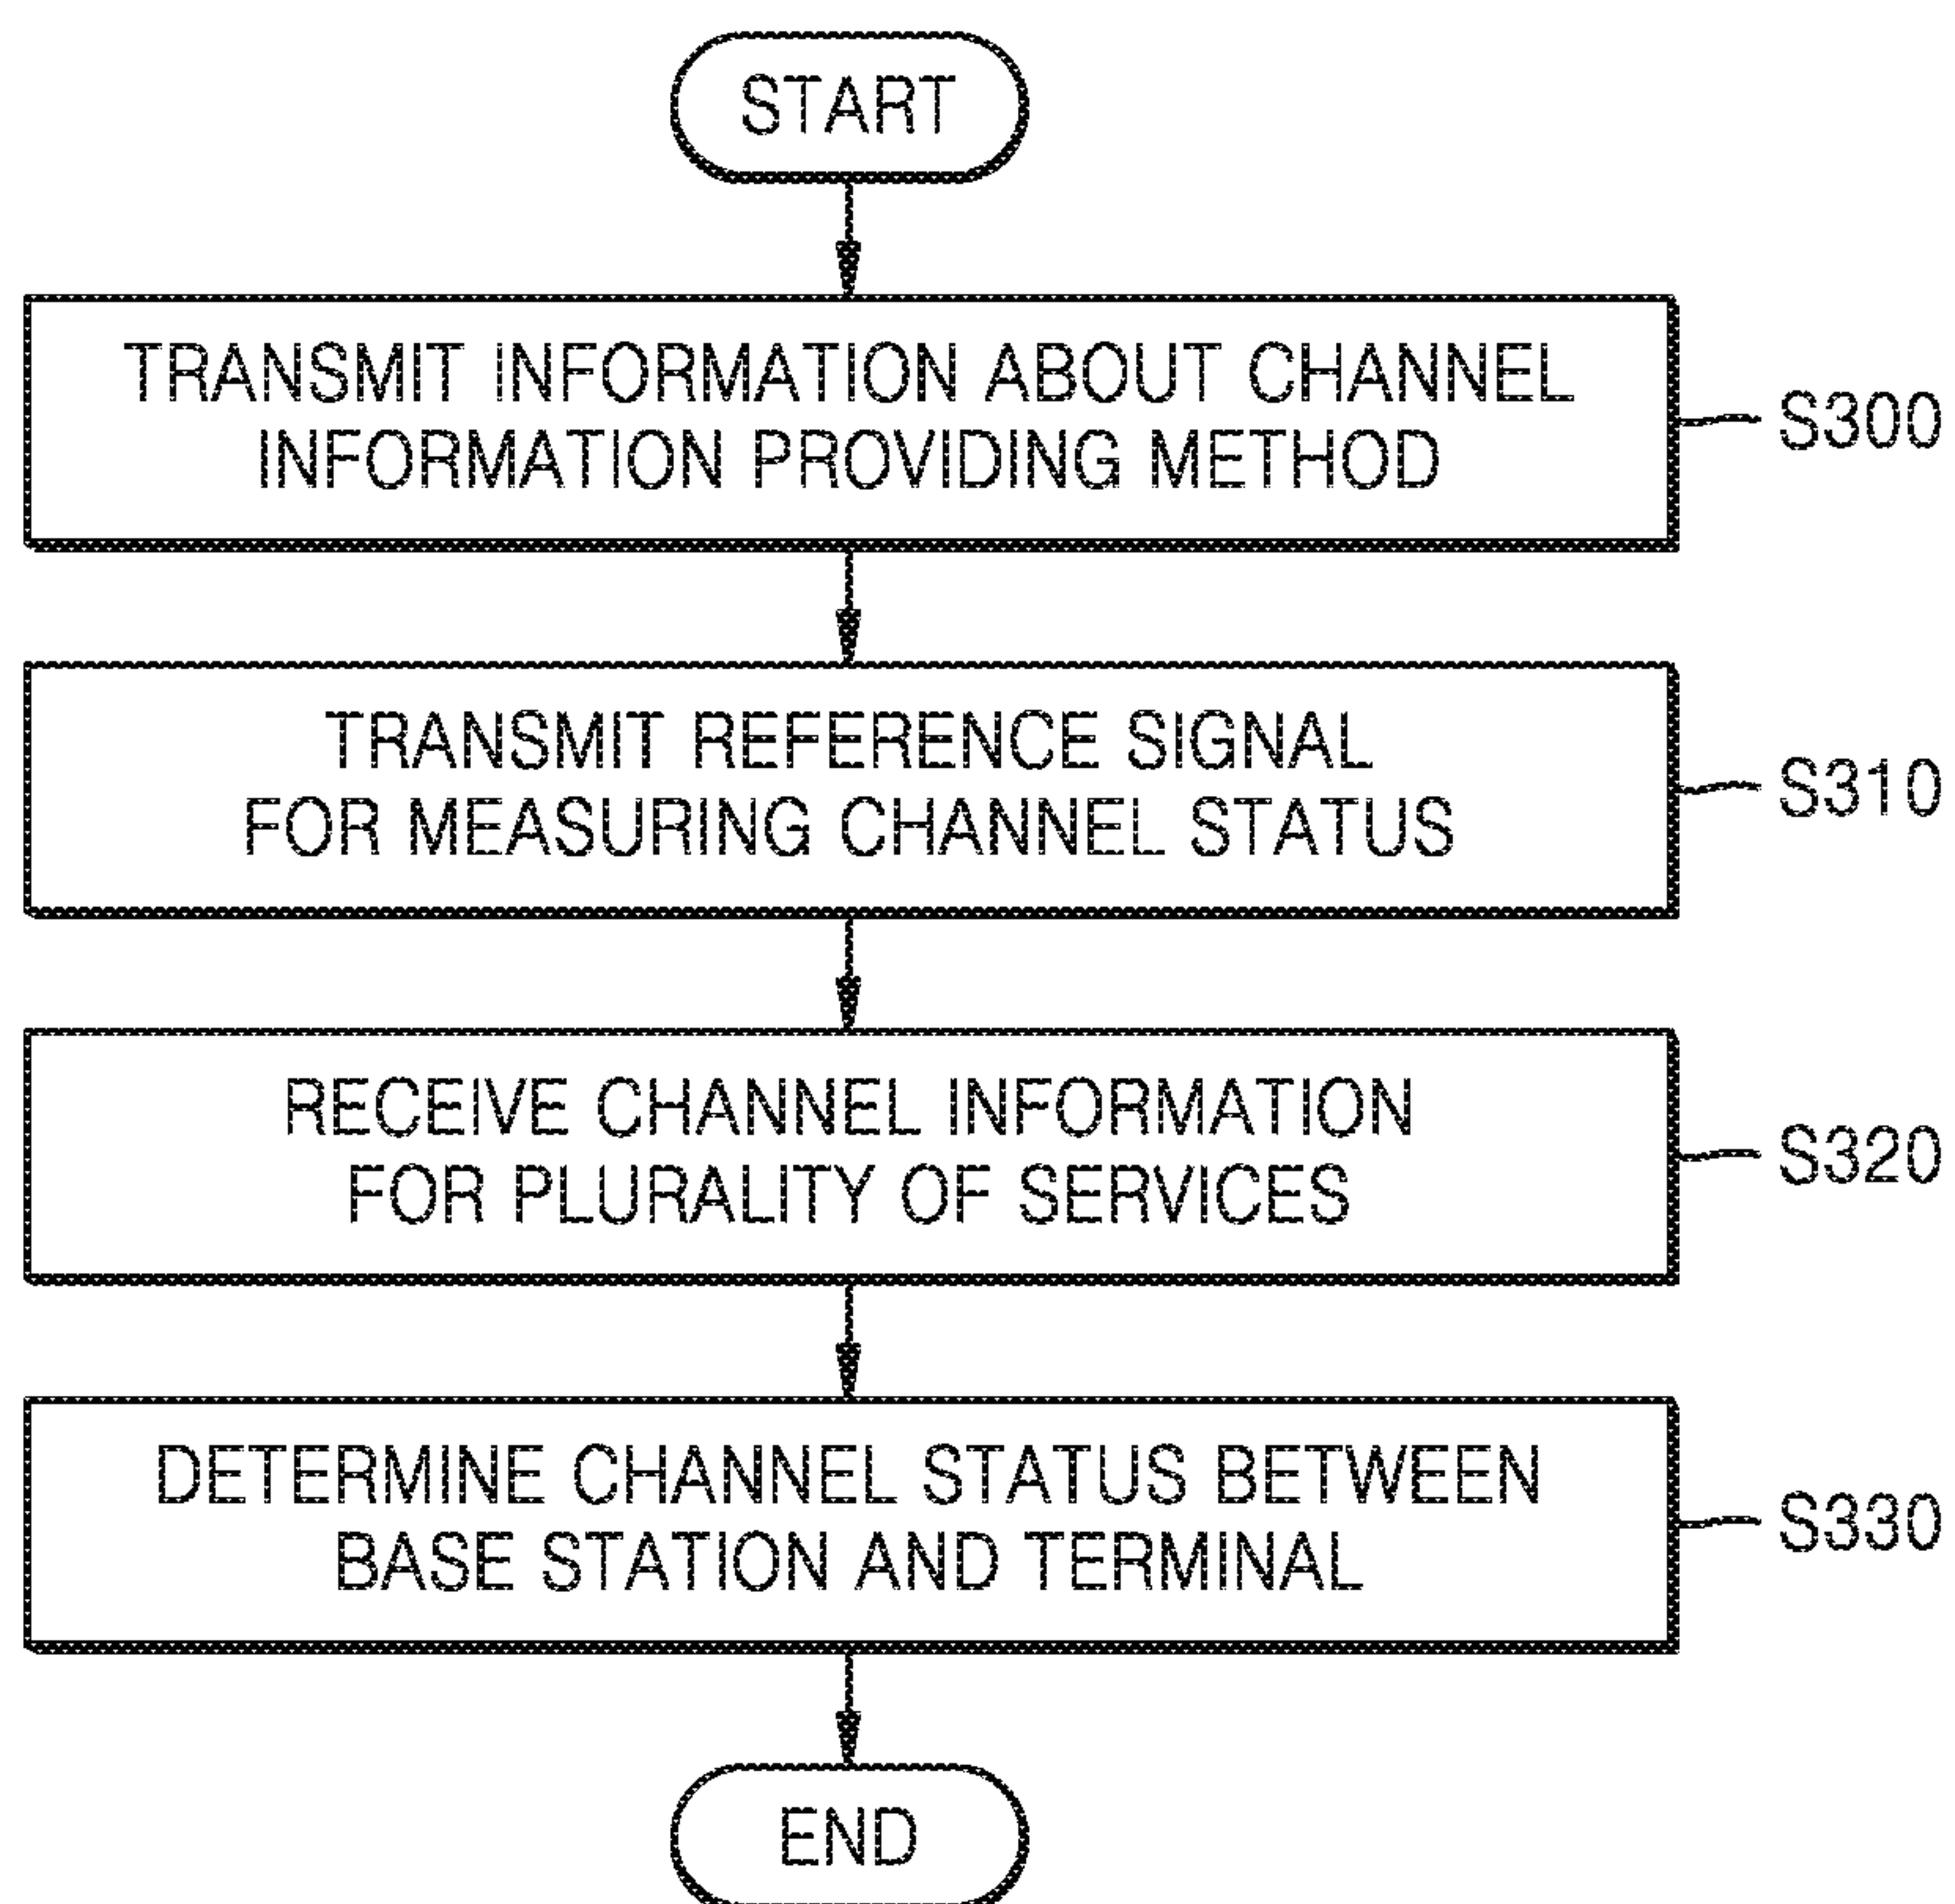 START
TRANSMIT INFORMATION ABOUT CHANNEL
INFORMATION PROVIDING METHOD
S300
TRANSMIT REFERENCE SIGNAL
FOR MEASURING CHANNEL STATUS
S310
RECEIVE CHANNEL INFORMATION
FOR PLURALITY OF SERVICES
S320
DETERMINE CHANNEL STATUS BETWEEN
BASE STATION AND TERMINAL
S330
END